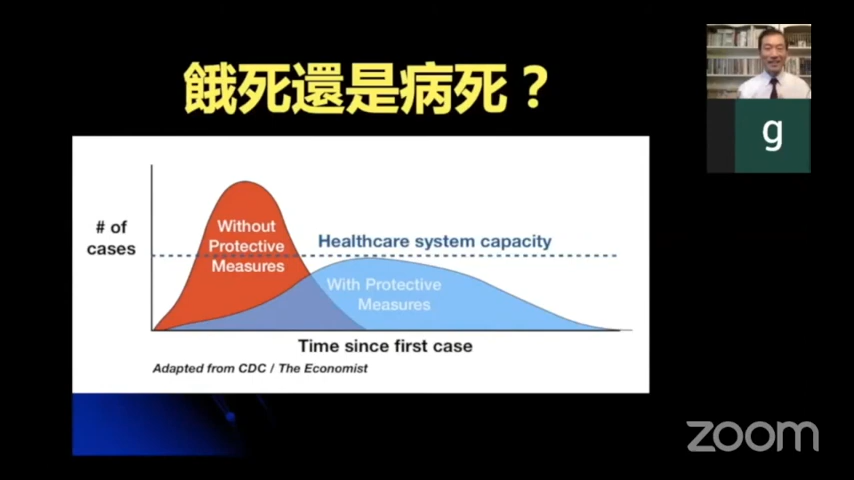 餓死還是病死？
g
# of
cases
Without
Protective
Measures
Healthcare system capacity
With Protective
Measures
Time since first case
Adapted from CDC / The Economist
zoom